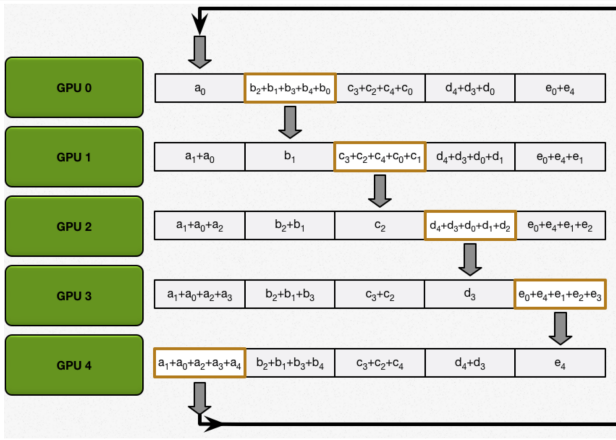 GPU 0 a₀ b₂+b₁+b₃+b₄+b₀ c₃+c₂+c₄+c₀ d₄+d₃+d₀ e₀+e₄
GPU 1 a₁+a₀ b₁ c₃+c₂+c₄+c₀+c₁ d₄+d₃+d₀+d₁ e₀+e₄+e₁
GPU 2 a₁+a₀+a₂ b₂+b₁ c₂ d₄+d₃+d₀+d₁+d₂ e₀+e₄+e₁+e₂
GPU 3 a₁+a₀+a₂+a₃ b₂+b₁+b₃ c₃+c₂ d₃ e₀+e₄+e₁+e₂+e₃
GPU 4 a₁+a₀+a₂+a₃+a₄ b₂+b₁+b₃+b₄ c₃+c₂+c₄ d₄+d₃ e₄